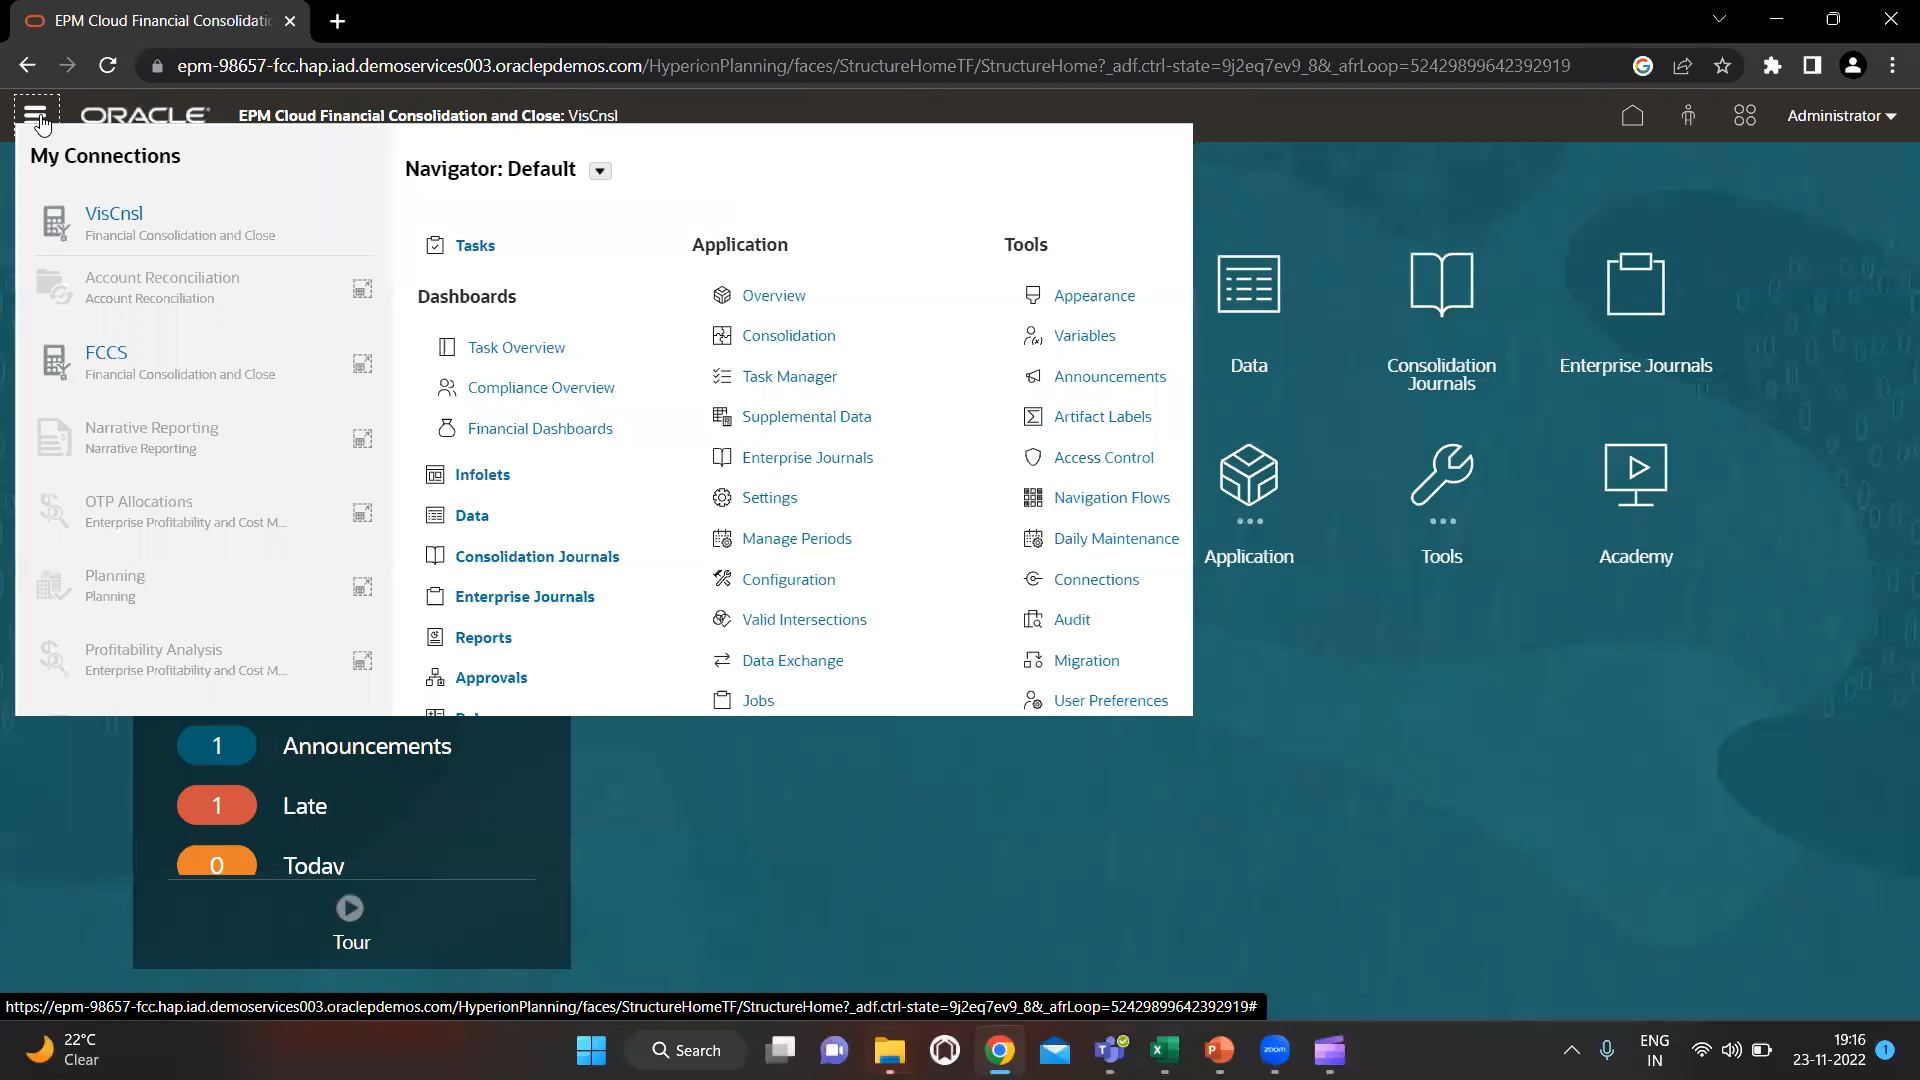 EPM Cloud Financial Consolidatic
epm-98657-fcc.hap.iad.demoservices003.oraclepdemos.com/HyperionPlanning/faces/StructureHomeTF/StructureHome?_adf.ctrl-state=9j2eq7ev9_8&_afrLoop=52429899642392919
ORACLE EPM Cloud Financial Consolidation and Close: VisCnsl
Administrator
My Connections
VisCnsl
Financial Consolidation and Close
Account Reconciliation
Account Reconciliation
FCCS
Financial Consolidation and Close
Narrative Reporting
Narrative Reporting
OTP Allocations
Enterprise Profitability and Cost M...
Planning
Planning
Profitability Analysis
Enterprise Profitability and Cost M...
Navigator: Default
Tasks
Dashboards
Task Overview
Compliance Overview
Financial Dashboards
Infolets
Data
Consolidation Journals
Enterprise Journals
Reports
Approvals
Application
Overview
Consolidation
Task Manager
Supplemental Data
Enterprise Journals
Settings
Manage Periods
Configuration
Valid Intersections
Data Exchange
Jobs
Tools
Appearance
Variables
Announcements
Artifact Labels
Access Control
Navigation Flows
Daily Maintenance
Connections
Audit
Migration
User Preferences
Data
Consolidation
Journals
Enterprise Journals
Application
Tools
Academy
1 Announcements
1 Late
0 Today
Tour
https://epm-98657-fcc.hap.iad.demoservices003.oraclepdemos.com/HyperionPlanning/faces/StructureHomeTF/StructureHome?_adf.ctrl-state=9j2eq7ev9_8&_afrLoop=52429899642392919#
22°C
Clear
Search
zoom
ENG
IN
19:16
23-11-2022
1